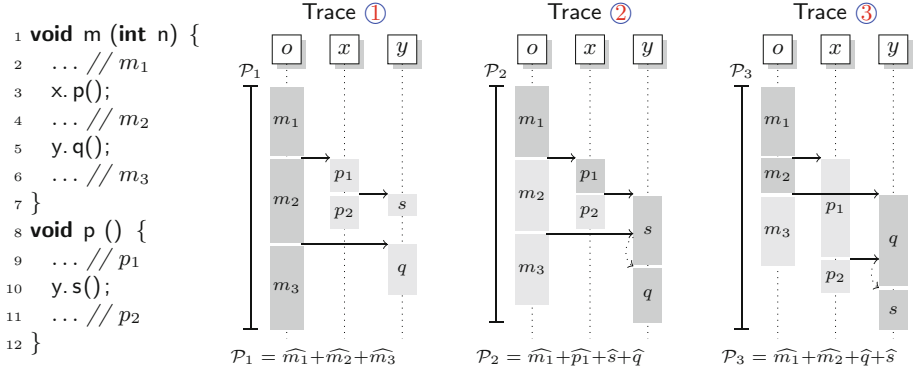 1 void m (int n) {
2 ... // m₁
3 x.p();
4 ... // m₂
5 y.q();
6 ... // m₃
7 }
8 void p () {
9 ... // p₁
10 y.s();
11 ... // p₂
12 }
Trace ①
o x y
𝒫₁
m₁
p₁
m₂
p₂
s
q
m₃
𝒫₁ = m̂₁+m̂₂+m̂₃
Trace ②
o x y
𝒫₂
m₁
p₁
m₂
p₂
s
m₃
q
𝒫₂ = m̂₁+p̂₁+ŝ+q̂
Trace ③
o x y
𝒫₃
m₁
m₂
p₁
m₃
q
p₂
s
𝒫₃ = m̂₁+m̂₂+q̂+ŝ